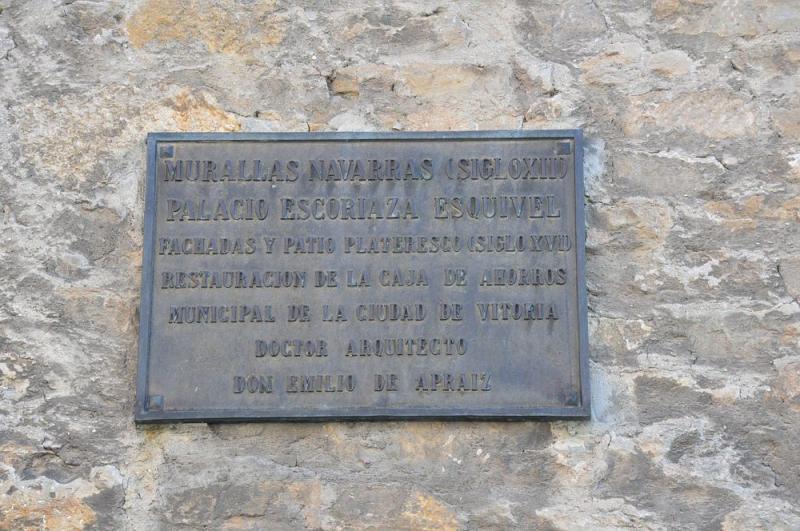 MURALLAS NAVARRAS (SIGLO XII)
PALACIO ESCORIAZA ESQUIVEL
FACHADAS Y PATIO PLATERESCO (SIGLO XVI)
RESTAURACION DE LA CAJA DE AHORROS
MUNICIPAL DE LA CIUDAD DE VITORIA
DOCTOR ARQUITECTO
DON EMILIO DE APRAIZ